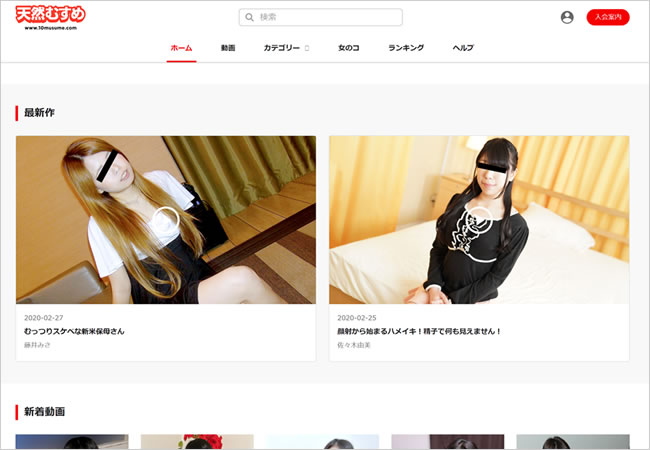 天然むすめ
www.10musume.com
検索
入会案内
ホーム
動画
カテゴリー
女のコ
ランキング
ヘルプ
最新作
2020-02-27
むっつりスケベな新米保母さん
藤井みさ
2020-02-25
顔射から始まるハメイキ！精子で何も見えません！
佐々木由美
新着動画